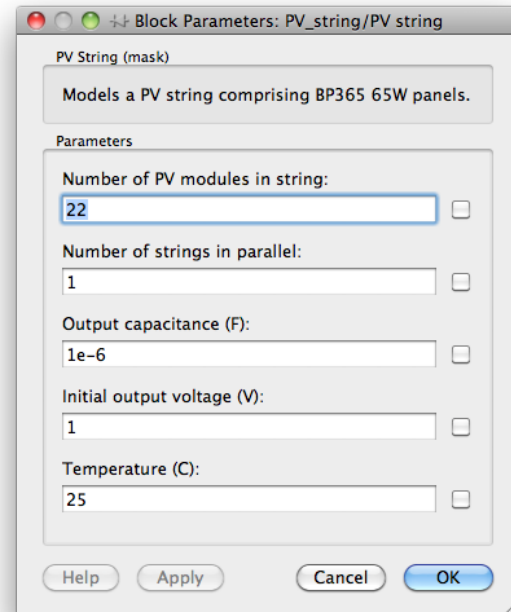 Block Parameters: PV_string/PV string
PV String (mask)
Models a PV string comprising BP365 65W panels.
Parameters
Number of PV modules in string:
22
Number of strings in parallel:
1
Output capacitance (F):
1e-6
Initial output voltage (V):
1
Temperature (C):
25
Help Apply Cancel OK